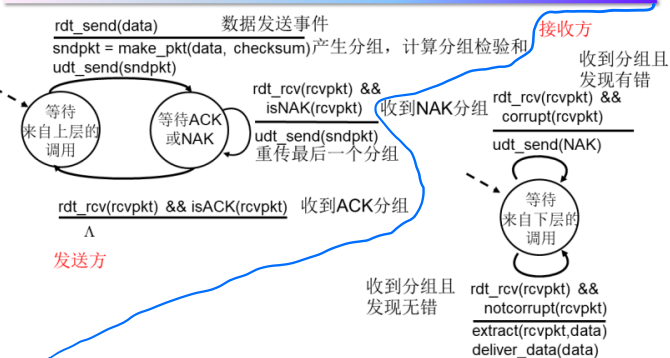 rdt_send(data) 数据发送事件
sndpkt = make_pkt(data, checksum)产生分组，计算分组检验和
udt_send(sndpkt)
等待
来自上层的
调用
等待ACK
或NAK
rdt_rcv(rcvpkt) &&
isNAK(rcvpkt)
收到NAK分组
udt_send(sndpkt)
重传最后一个分组
rdt_rcv(rcvpkt) && isACK(rcvpkt) 收到ACK分组
Λ
发送方
接收方
收到分组且
发现有错
rdt_rcv(rcvpkt) &&
corrupt(rcvpkt)
udt_send(NAK)
等待
来自下层的
调用
收到分组且
发现无错
rdt_rcv(rcvpkt) &&
notcorrupt(rcvpkt)
extract(rcvpkt,data)
deliver_data(data)